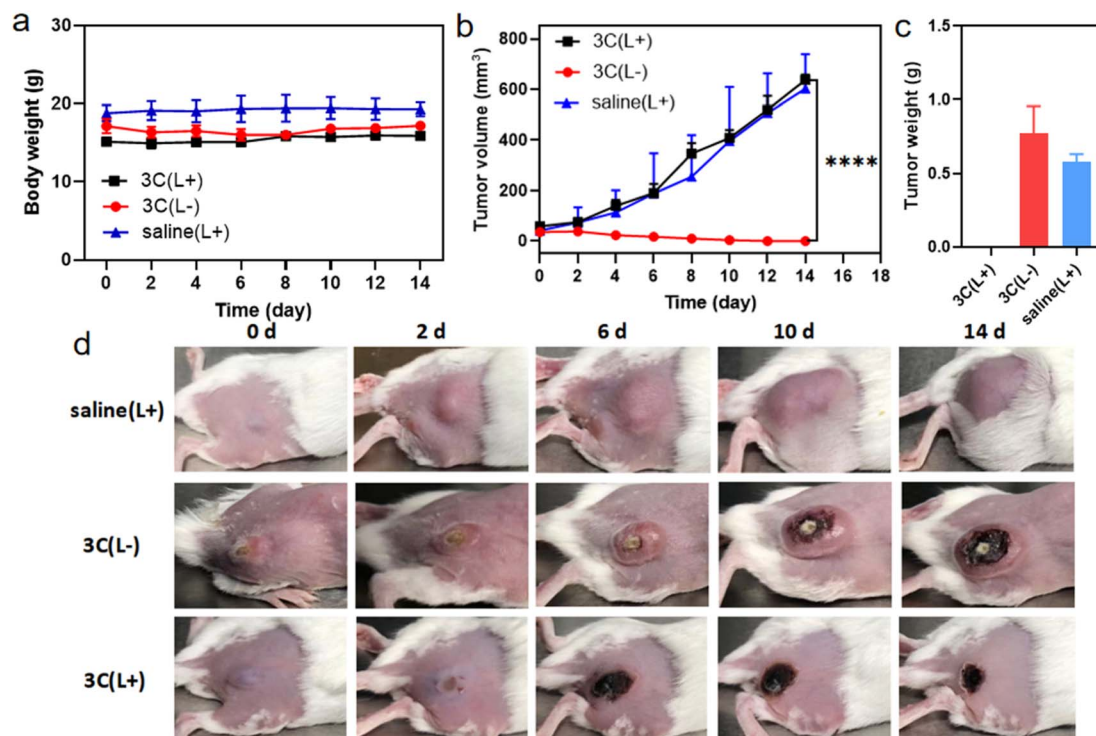 a
Body weight (g)
30
20
10
0
3C(L+)
3C(L-)
saline(L+)
0 2 4 6 8 10 12 14
Time (day)
b
Tumor volume (mm³)
800
600
400
200
0
3C(L+)
3C(L-)
saline(L+)
****
0 2 4 6 8 10 12 14 16 18
Time (day)
c
Tumor weight (g)
1.5
1.0
0.5
0.0
3C(L+)
3C(L-)
saline(L+)
d
0 d 2 d 6 d 10 d 14 d
saline(L+)
3C(L-)
3C(L+)